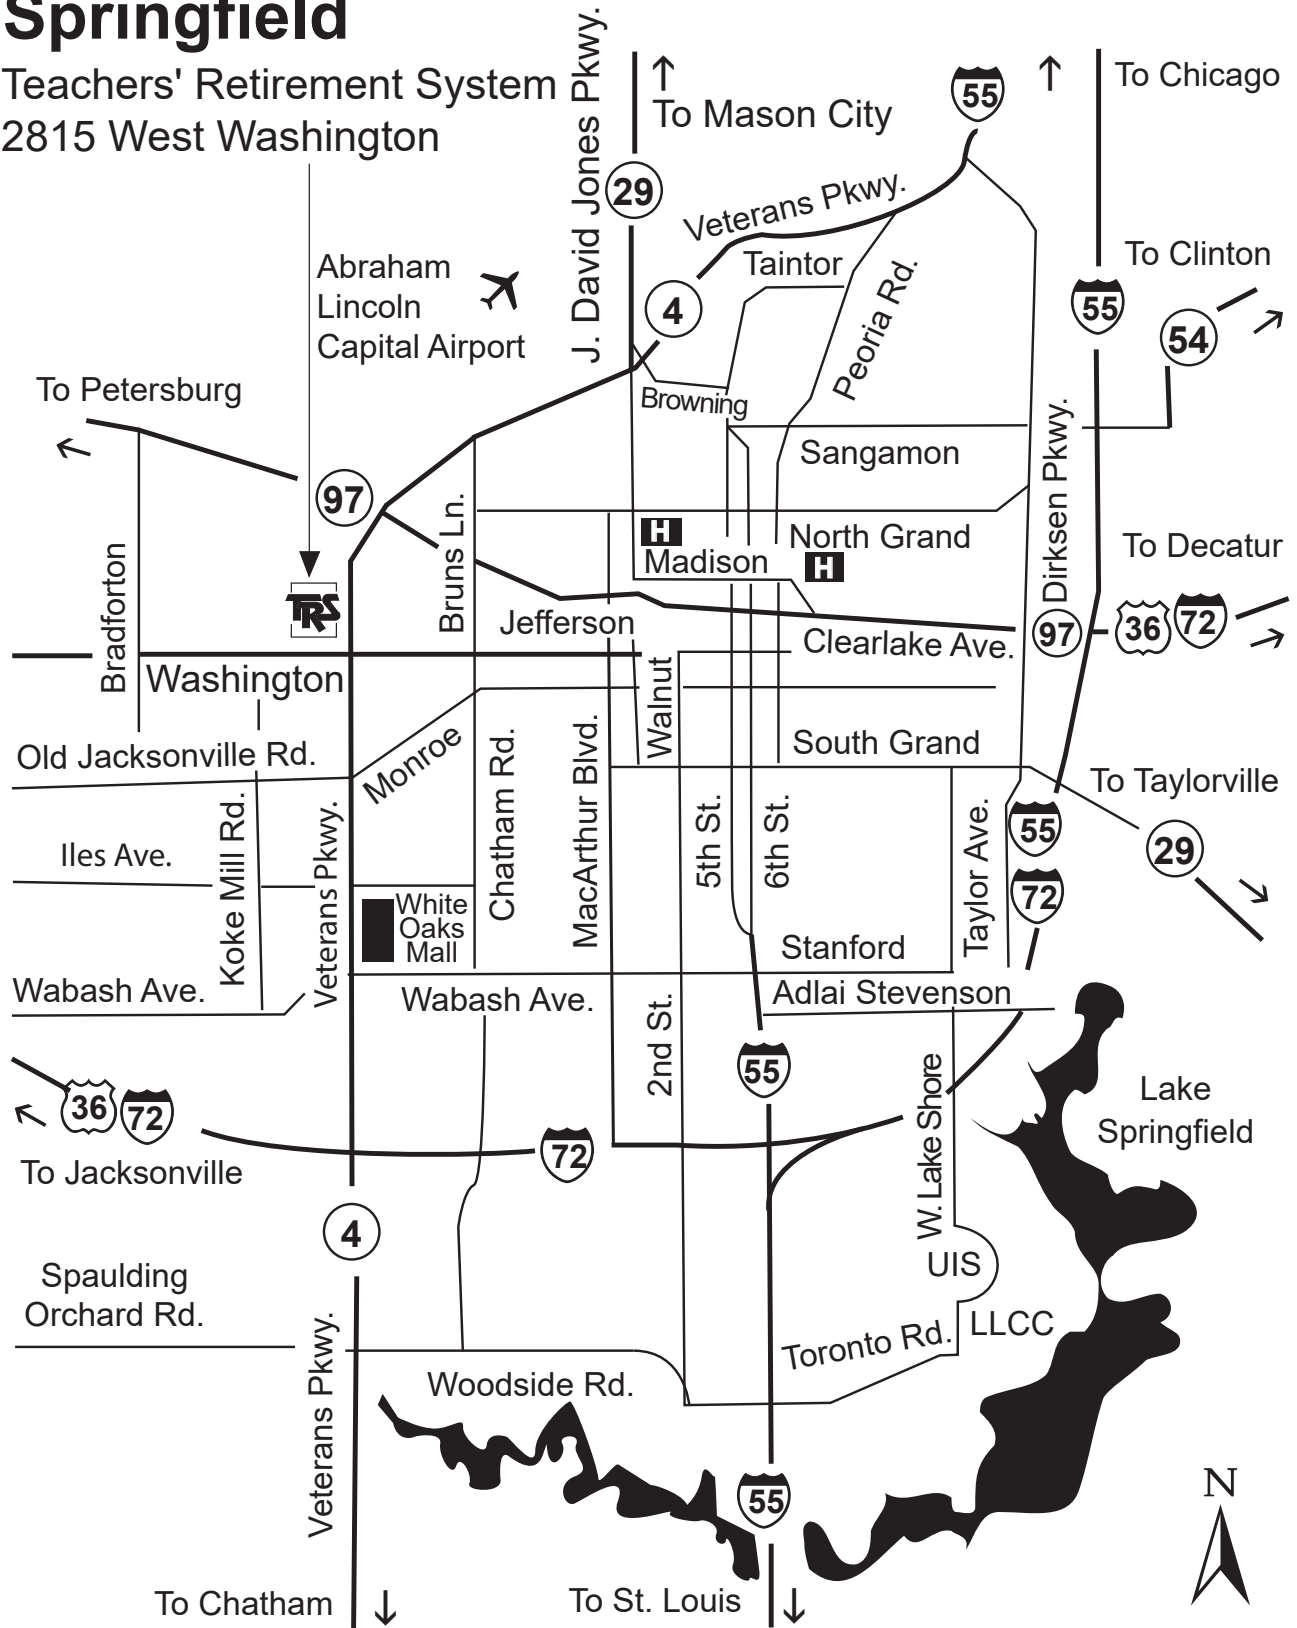 Springfield
Teachers' Retirement System
2815 West Washington
J. David Jones Pkwy.
To Mason City
55
To Chicago
29
Veterans Pkwy.
Abraham
Lincoln
Capital Airport
4
Taintor
Peoria Rd.
To Clinton
55
54
To Petersburg
Browning
Sangamon
Dirksen Pkwy.
97
H
North Grand
Madison
H
To Decatur
Bradforton
TRS
Bruns Ln.
Jefferson
Clearlake Ave.
97
36
72
Washington
Walnut
Old Jacksonville Rd.
Monroe
South Grand
To Taylorville
Iles Ave.
Koke Mill Rd.
Veterans Pkwy.
Chatham Rd.
MacArthur Blvd.
5th St.
6th St.
Taylor Ave.
55
29
72
White
Oaks
Mall
Stanford
Wabash Ave.
Wabash Ave.
Adlai Stevenson
2nd St.
55
W. Lake Shore
Lake
Springfield
36
72
72
To Jacksonville
4
UIS
Spaulding
Orchard Rd.
LLCC
Toronto Rd.
Veterans Pkwy.
Woodside Rd.
55
N
To Chatham
To St. Louis